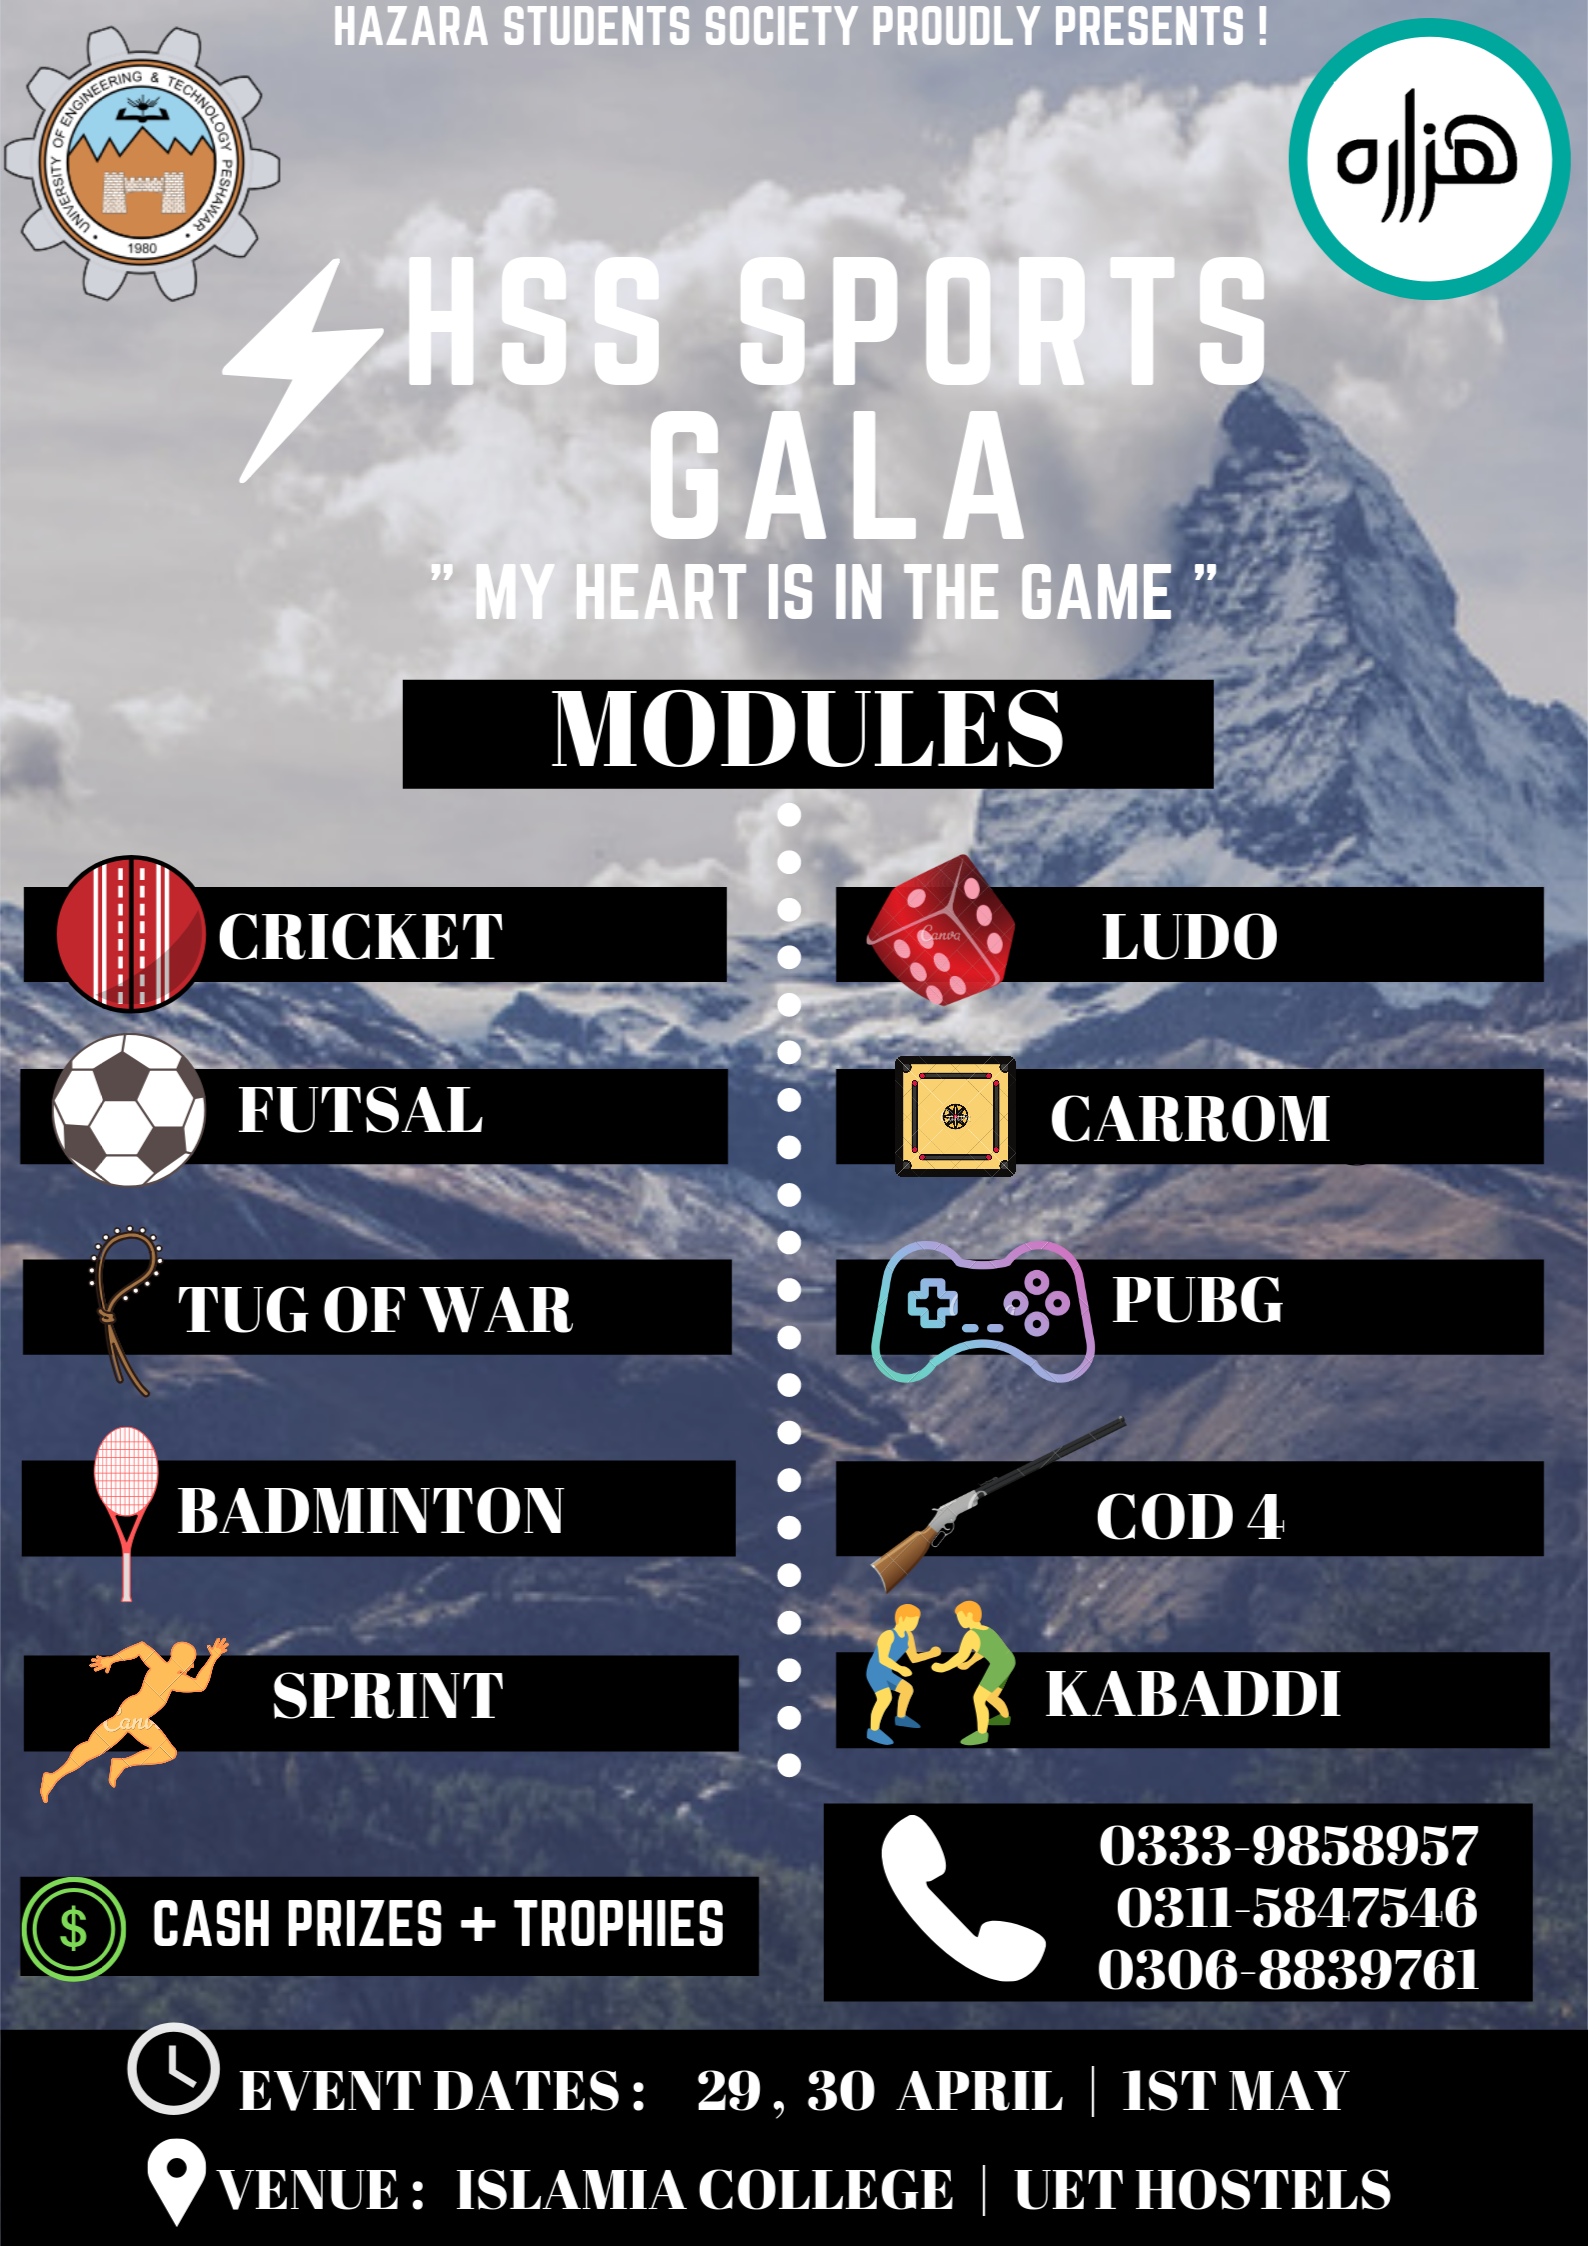 HAZARA STUDENTS SOCIETY PROUDLY PRESENTS !
UNIVERSITY OF ENGINEERING & TECHNOLOGY PESHAWAR
1980
هزاره
HSS SPORTS
GALA
" MY HEART IS IN THE GAME "
MODULES
CRICKET
FUTSAL
TUG OF WAR
BADMINTON
SPRINT
LUDO
Canva
CARROM
PUBG
COD 4
KABADDI
$ CASH PRIZES + TROPHIES
0333-9858957
0311-5847546
0306-8839761
EVENT DATES : 29 , 30 APRIL | 1ST MAY
VENUE : ISLAMIA COLLEGE | UET HOSTELS